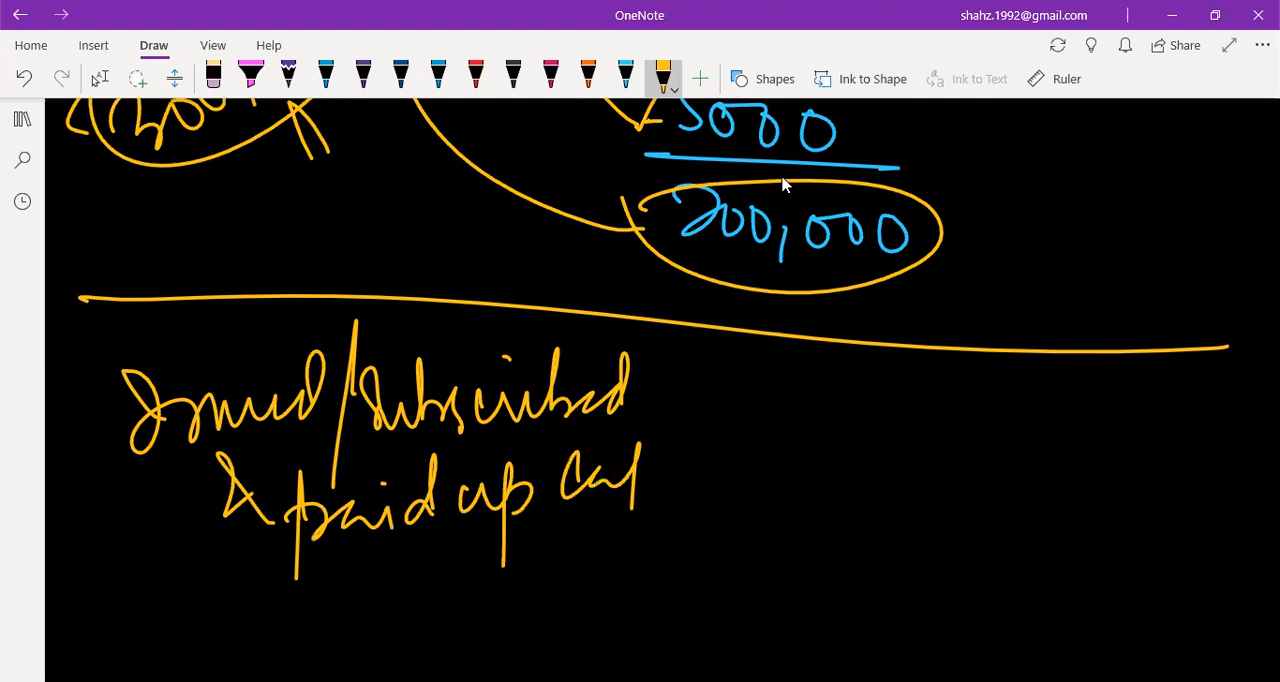 OneNote
shahz.1992@gmail.com
Home Insert Draw View Help
Share
Shapes Ink to Shape Ink to Text Ruler
5000
200,000
Issued/Subscribed
& paid up cap